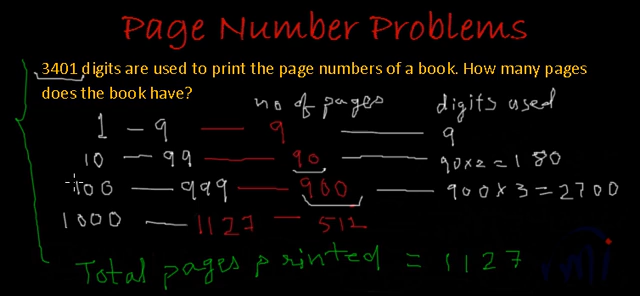 Page Number Problems
3401 digits are used to print the page numbers of a book. How many pages
does the book have?
no of pages digits used
1 — 9 — 9 — 9
10 — 99 — 90 — 90x2 = 180
100 — 999 — 900 — 900x3 = 2700
1000 — 1127 — 512
Total pages printed = 1127